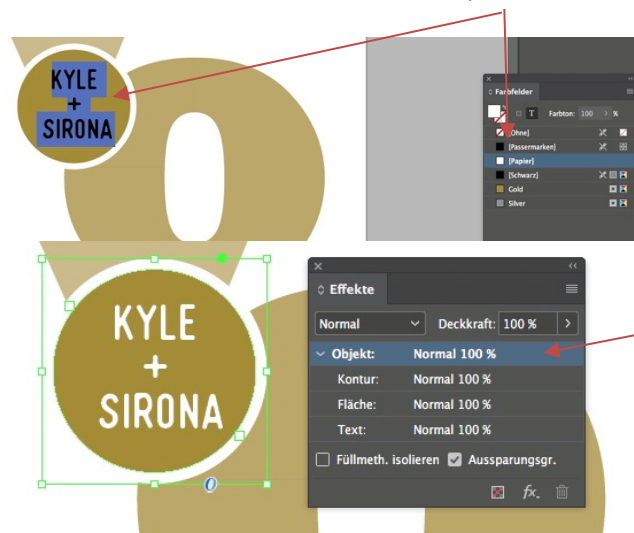 KYLE
+
SIRONA
Farbfelder
T Farbton: 100 %
[Ohne]
[Passermarken]
[Papier]
[Schwarz]
Gold
Silver
KYLE
+
SIRONA
Effekte
Normal Deckkraft: 100 %
Objekt: Normal 100 %
Kontur: Normal 100 %
Fläche: Normal 100 %
Text: Normal 100 %
Füllmeth. isolieren Aussparungsgr.
fx.